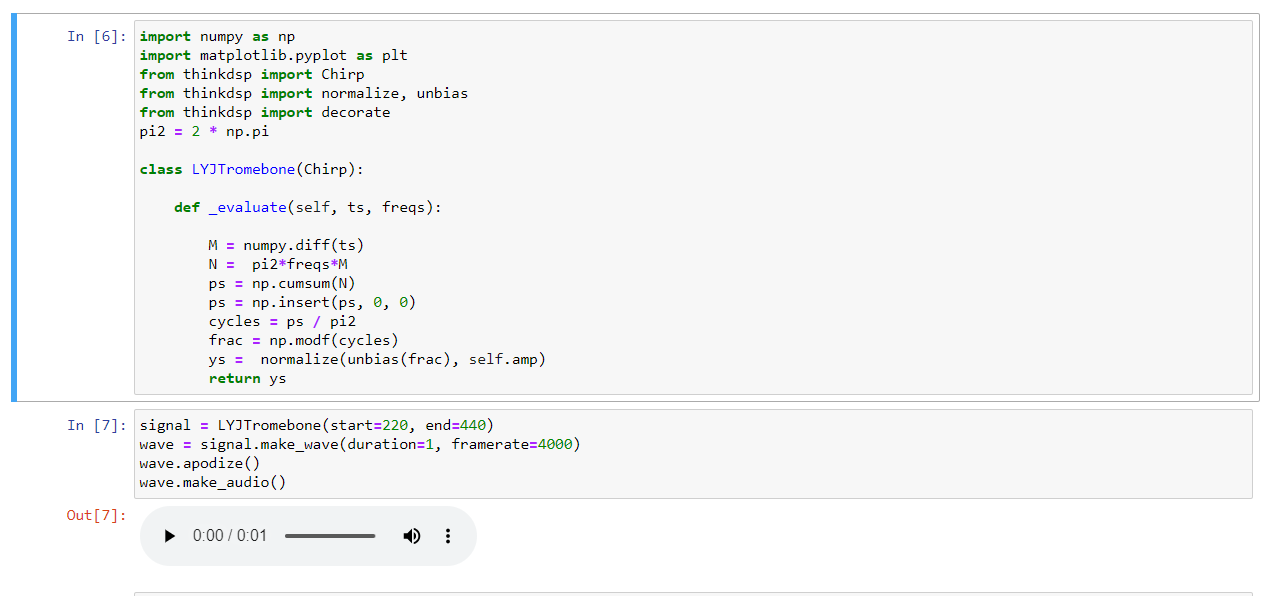 In [6]: import numpy as np
import matplotlib.pyplot as plt
from thinkdsp import Chirp
from thinkdsp import normalize, unbias
from thinkdsp import decorate
pi2 = 2 * np.pi
class LYJTromebone(Chirp):
    def _evaluate(self, ts, freqs):
        M = numpy.diff(ts)
        N =  pi2*freqs*M
        ps = np.cumsum(N)
        ps = np.insert(ps, 0, 0)
        cycles = ps / pi2
        frac = np.modf(cycles)
        ys =  normalize(unbias(frac), self.amp)
        return ys
In [7]: signal = LYJTromebone(start=220, end=440)
wave = signal.make_wave(duration=1, framerate=4000)
wave.apodize()
wave.make_audio()
Out[7]:
0:00 / 0:01